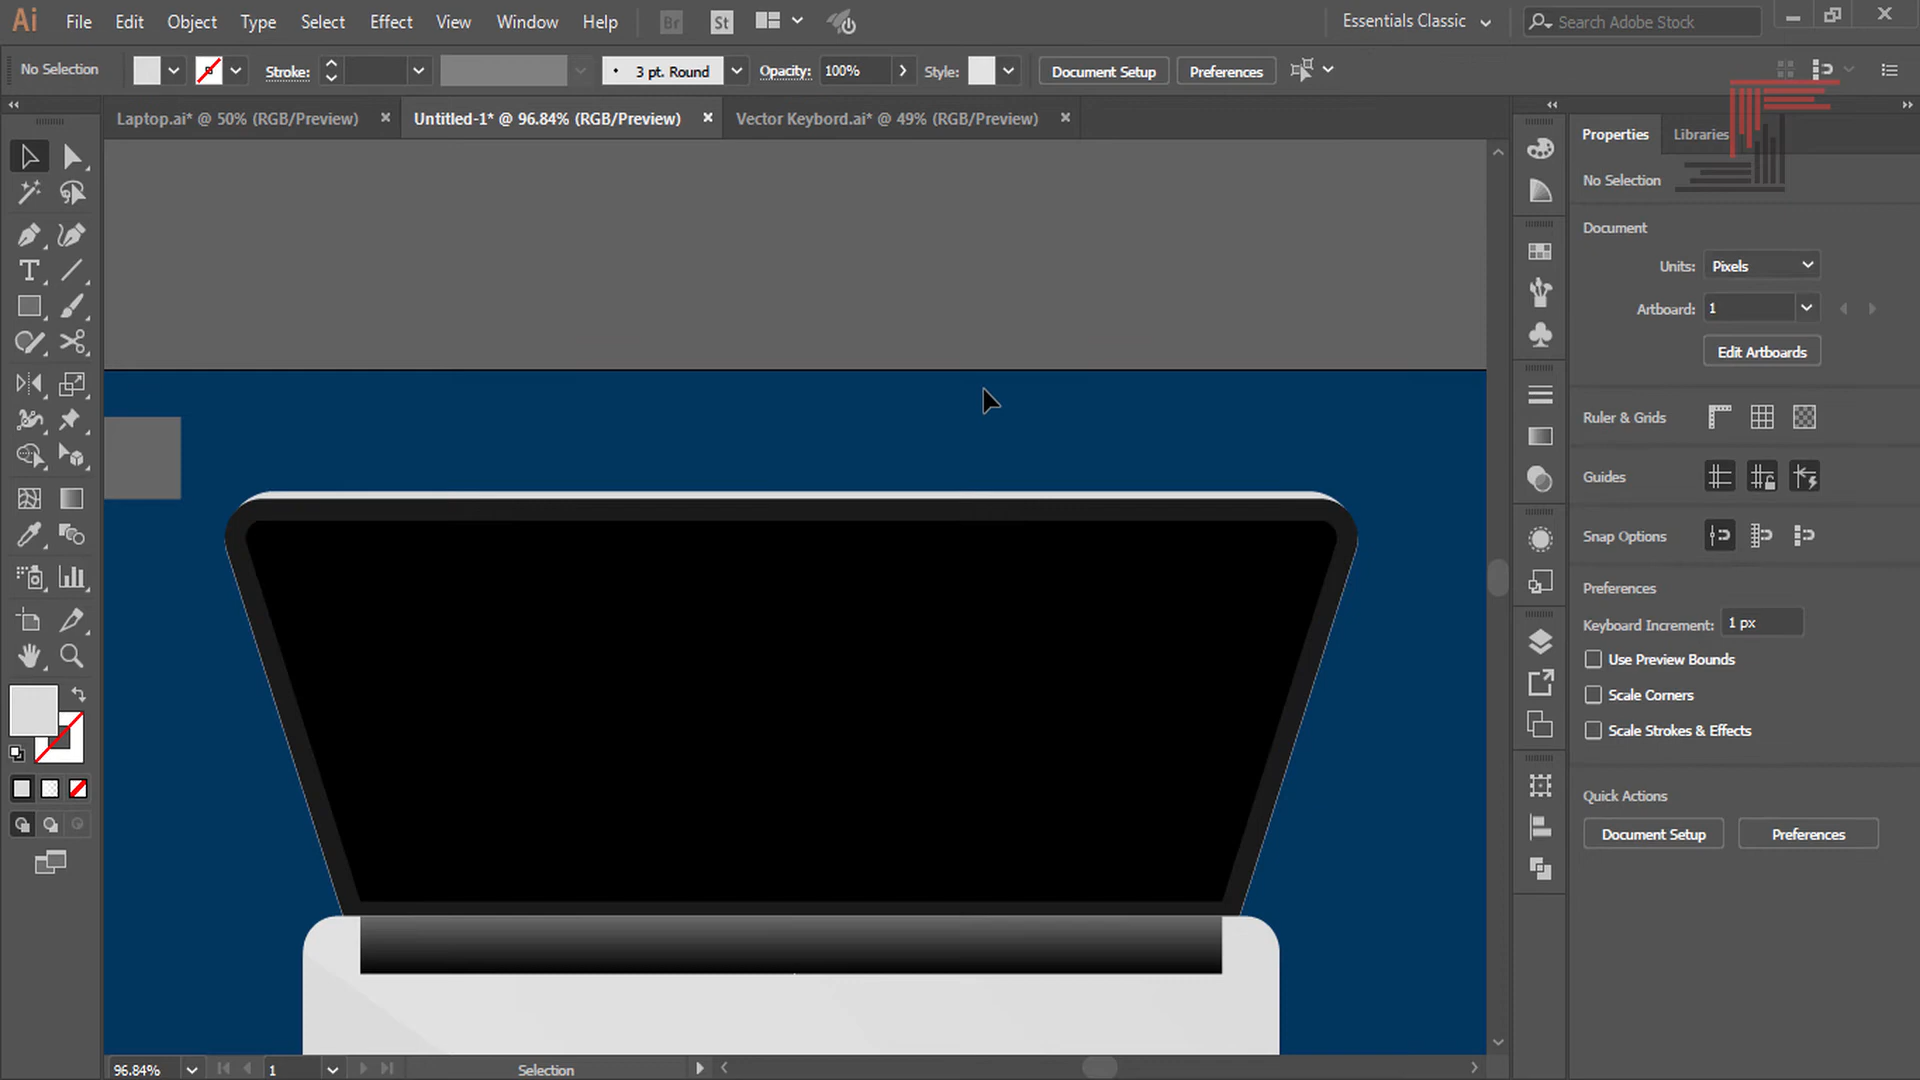 Ai File Edit Object Type Select Effect View Window Help Br St Essentials Classic Search Adobe Stock
No Selection Stroke: 3 pt. Round Opacity: 100% Style: Document Setup Preferences
Laptop.ai* @ 50% (RGB/Preview) Untitled-1* @ 96.84% (RGB/Preview) Vector Keybord.ai* @ 49% (RGB/Preview)
Properties Libraries
No Selection
Document
Units: Pixels
Artboard: 1
Edit Artboards
Ruler & Grids
Guides
Snap Options
Preferences
Keyboard Increment: 1 px
Use Preview Bounds
Scale Corners
Scale Strokes & Effects
Quick Actions
Document Setup Preferences
96.84% 1 Selection